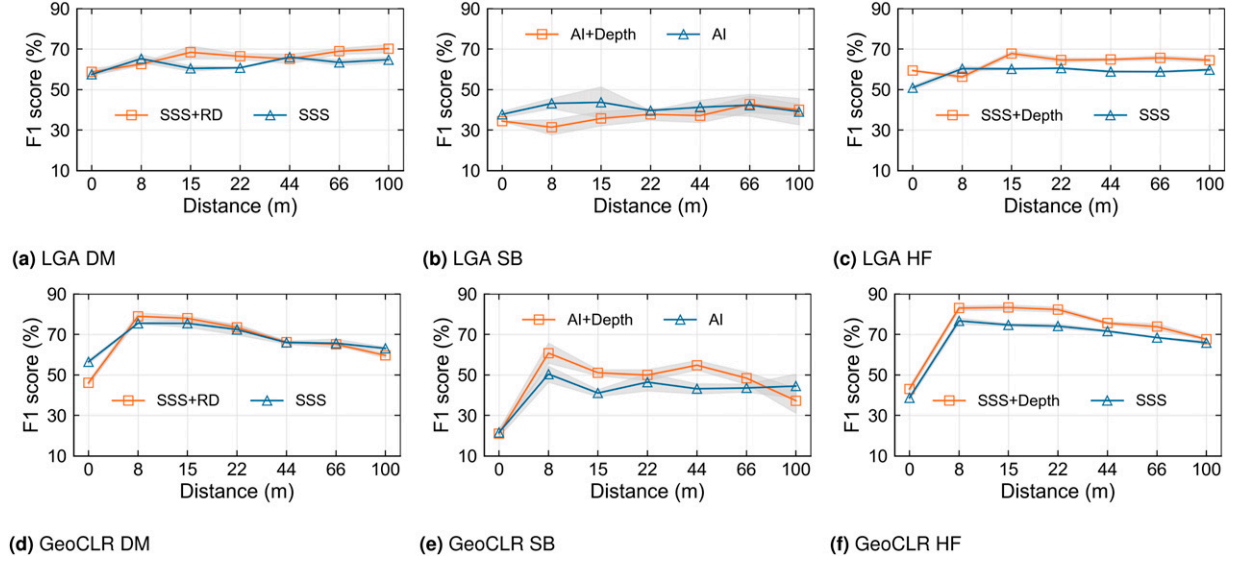 F1 score (%)
90
70
50
30
10
SSS+RD SSS
0 8 15 22 44 66 100
Distance (m)
(a) LGA DM
F1 score (%)
90
70
50
30
10
AI+Depth AI
0 8 15 22 44 66 100
Distance (m)
(b) LGA SB
F1 score (%)
90
70
50
30
10
SSS+Depth SSS
0 8 15 22 44 66 100
Distance (m)
(c) LGA HF
F1 score (%)
90
70
50
30
10
SSS+RD SSS
0 8 15 22 44 66 100
Distance (m)
(d) GeoCLR DM
F1 score (%)
90
70
50
30
10
AI+Depth AI
0 8 15 22 44 66 100
Distance (m)
(e) GeoCLR SB
F1 score (%)
90
70
50
30
10
SSS+Depth SSS
0 8 15 22 44 66 100
Distance (m)
(f) GeoCLR HF